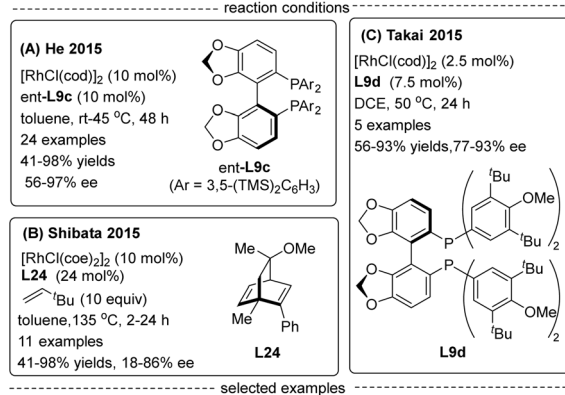 reaction conditions
(A) He 2015
[RhCl(cod)]2 (10 mol%)
ent-L9c (10 mol%)
toluene, rt-45 °C, 48 h
24 examples
41-98% yields
56-97% ee
O
O
O
O
PAr2
PAr2
ent-L9c
(Ar = 3,5-(TMS)2C6H3)
(B) Shibata 2015
[RhCl(coe)2]2 (10 mol%)
L24 (24 mol%)
tBu (10 equiv)
toluene,135 °C, 2-24 h
11 examples
41-98% yields, 18-86% ee
Me OMe
Me
Ph
L24
(C) Takai 2015
[RhCl(cod)]2 (2.5 mol%)
L9d (7.5 mol%)
DCE, 50 °C, 24 h
5 examples
56-93% yields,77-93% ee
O
O
P
tBu
OMe
tBu
2
O
O
P
tBu
OMe
tBu
2
L9d
selected examples